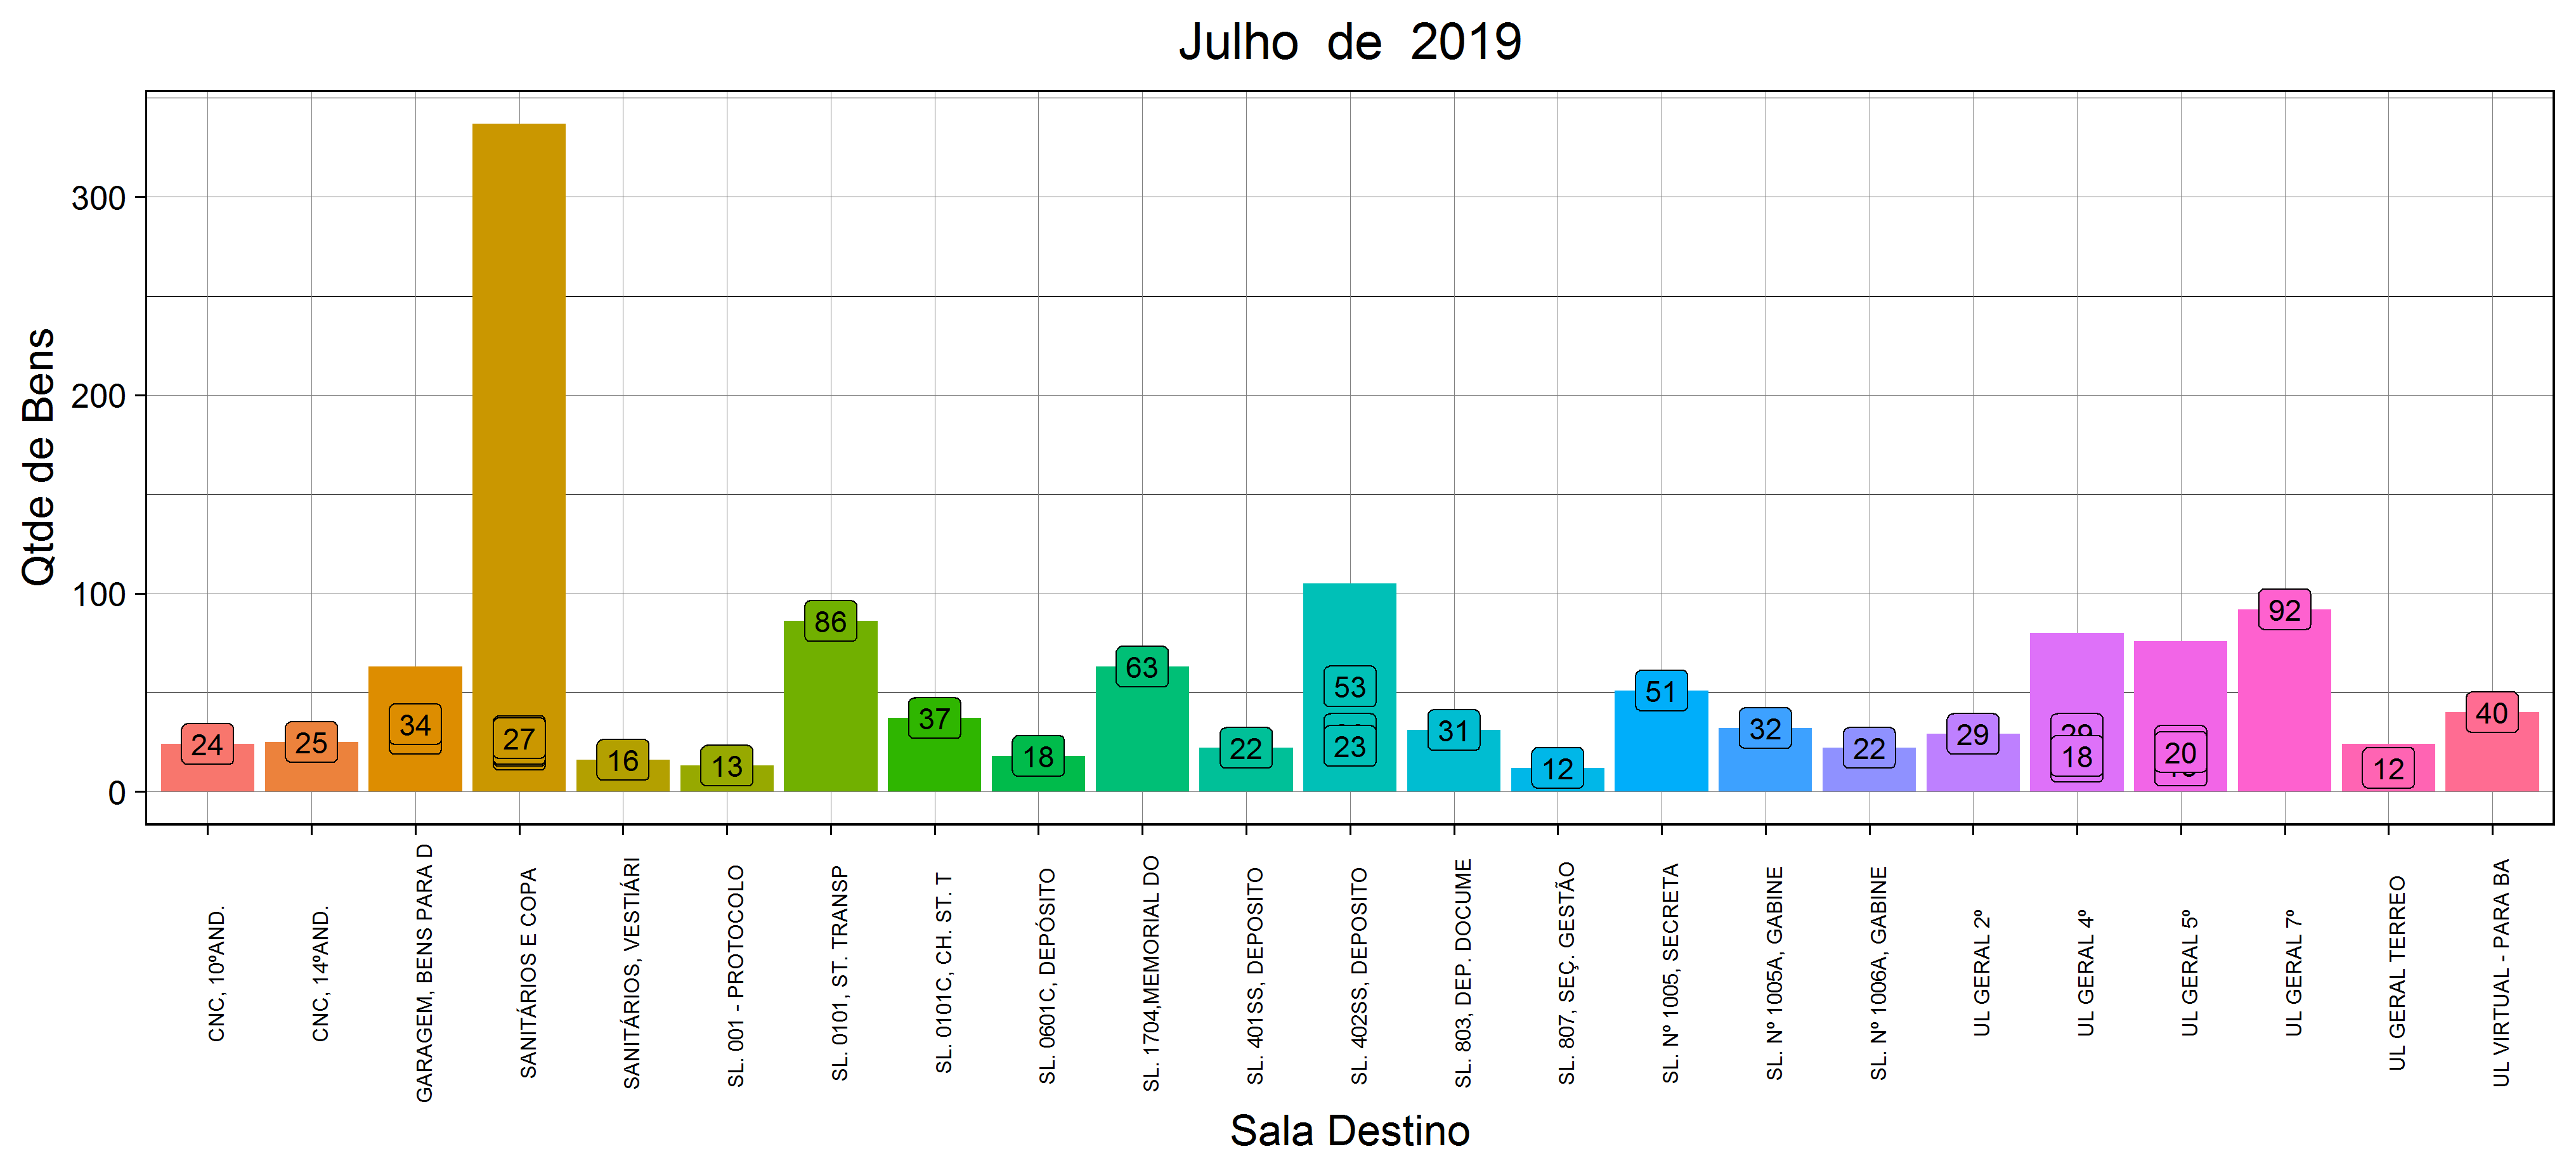 Julho de 2019
Qtde de Bens
300
200
100
0
24
25
34
27
16
13
86
37
18
63
22
53
23
31
12
51
32
22
29
29
18
20
92
12
40
CNC, 10ºAND.
CNC, 14ºAND.
GARAGEM, BENS PARA D
SANITÁRIOS E COPA
SANITÁRIOS, VESTIÁRI
SL. 001 - PROTOCOLO
SL. 0101, ST. TRANSP
SL. 0101C, CH. ST. T
SL. 0601C, DEPÓSITO
SL. 1704,MEMORIAL DO
SL. 401SS, DEPOSITO
SL. 402SS, DEPOSITO
SL. 803, DEP. DOCUME
SL. 807, SEÇ. GESTÃO
SL. Nº 1005, SECRETA
SL. Nº 1005A, GABINE
SL. Nº 1006A, GABINE
UL GERAL 2º
UL GERAL 4º
UL GERAL 5º
UL GERAL 7º
UL GERAL TERREO
UL VIRTUAL - PARA BA
Sala Destino